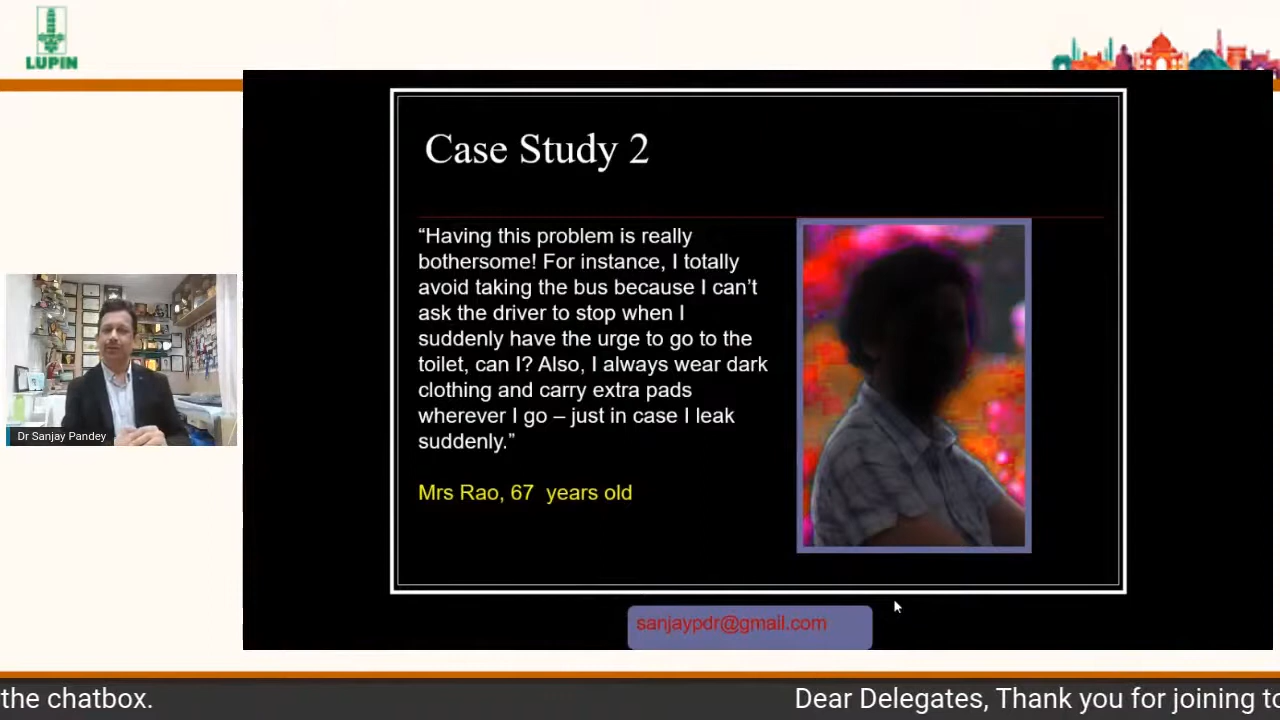 LUPIN
Case Study 2
“Having this problem is really
bothersome! For instance, I totally
avoid taking the bus because I can’t
ask the driver to stop when I
suddenly have the urge to go to the
toilet, can I? Also, I always wear dark
clothing and carry extra pads
wherever I go – just in case I leak
suddenly.”
Mrs Rao, 67 years old
Dr Sanjay Pandey
sanjaypdr@gmail.com
the chatbox.
Dear Delegates, Thank you for joining to